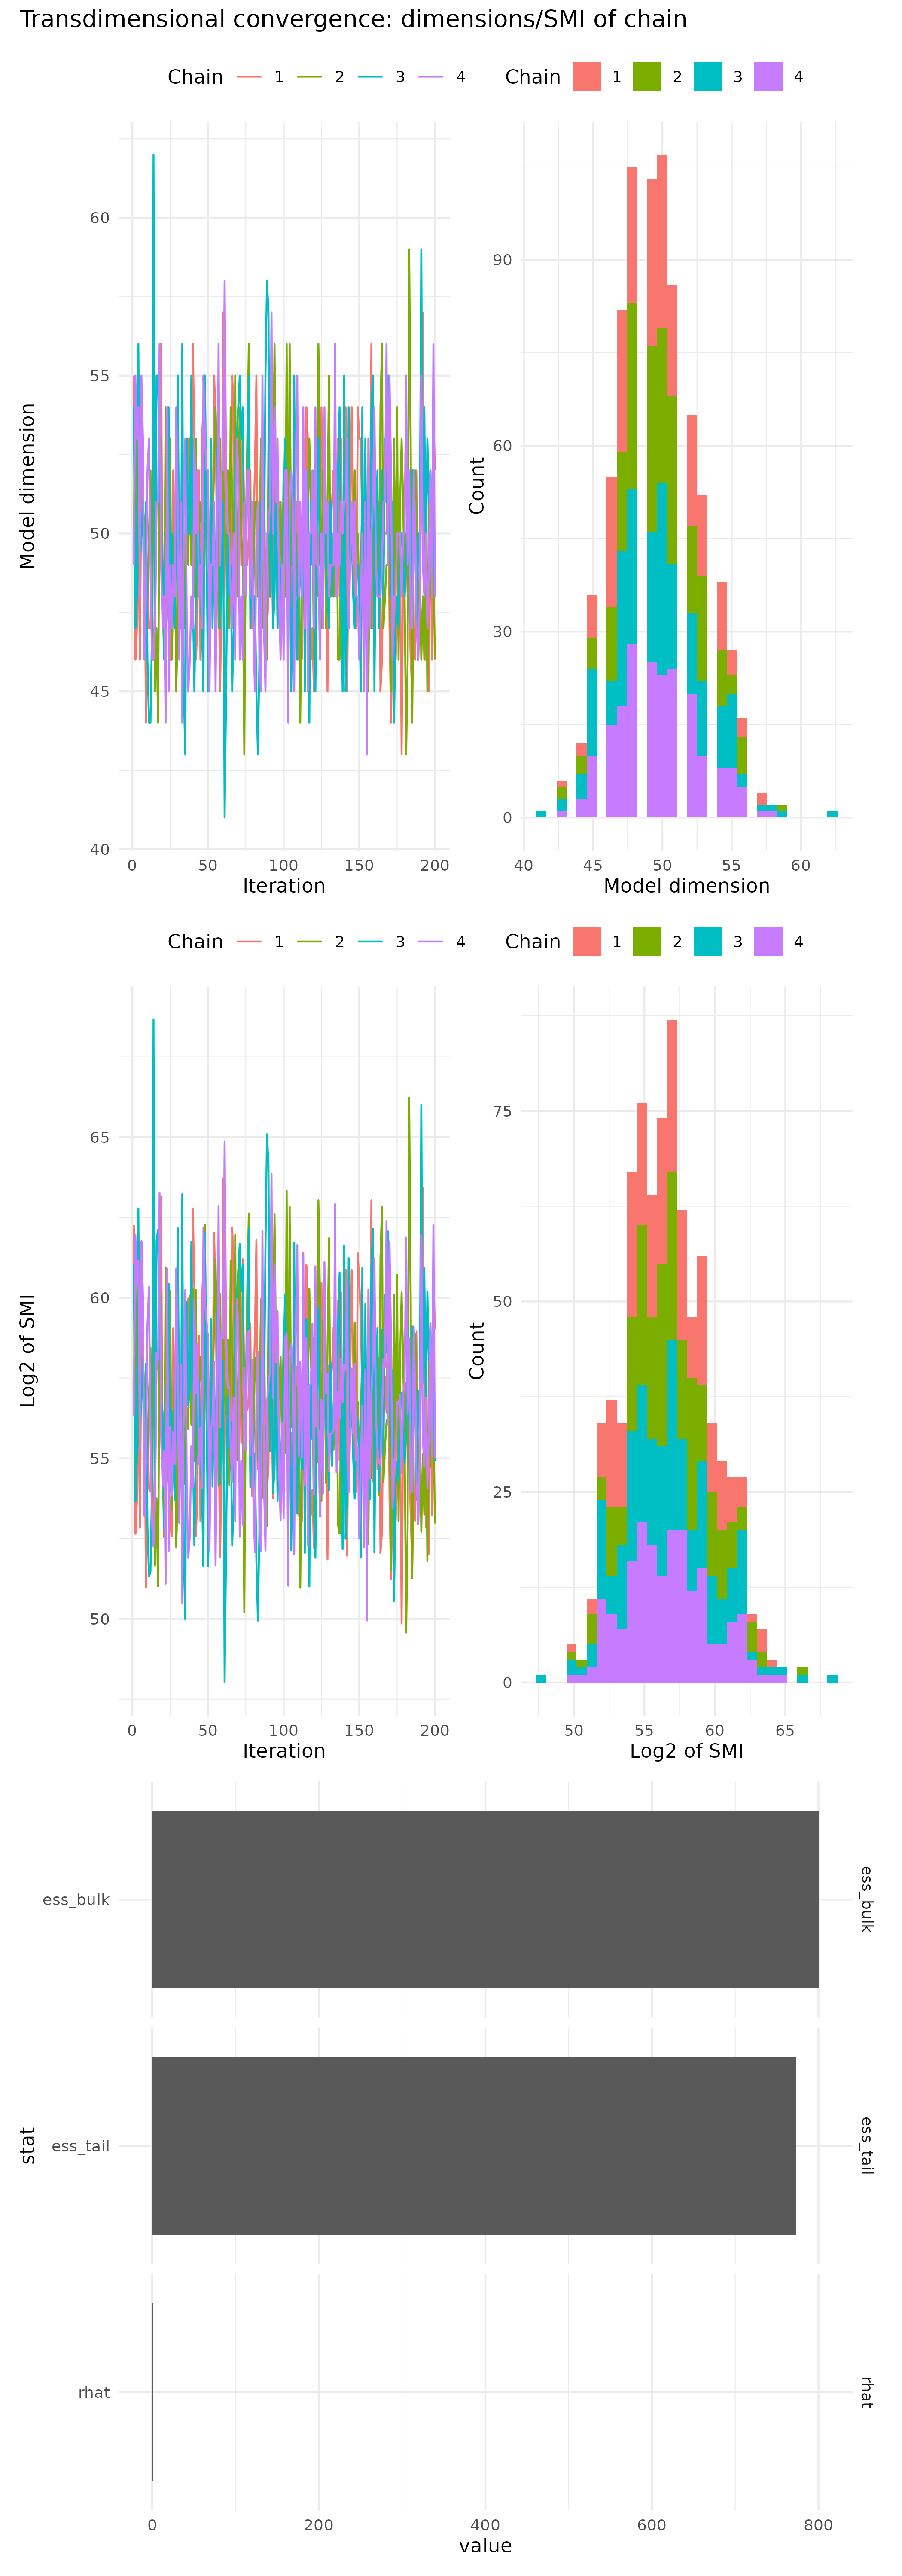 Transdimensional convergence: dimensions/SMI of chain
Chain 1 2 3 4
Chain 1 2 3 4
Model dimension
60
55
50
45
40
0 50 100 150 200
Iteration
Count
90
60
30
0
40 45 50 55 60
Model dimension
Chain 1 2 3 4
Chain 1 2 3 4
Log2 of SMI
65
60
55
50
0 50 100 150 200
Iteration
Count
75
50
25
0
50 55 60 65
Log2 of SMI
stat
ess_bulk
ess_bulk
ess_tail
ess_tail
rhat
rhat
0 200 400 600 800
value